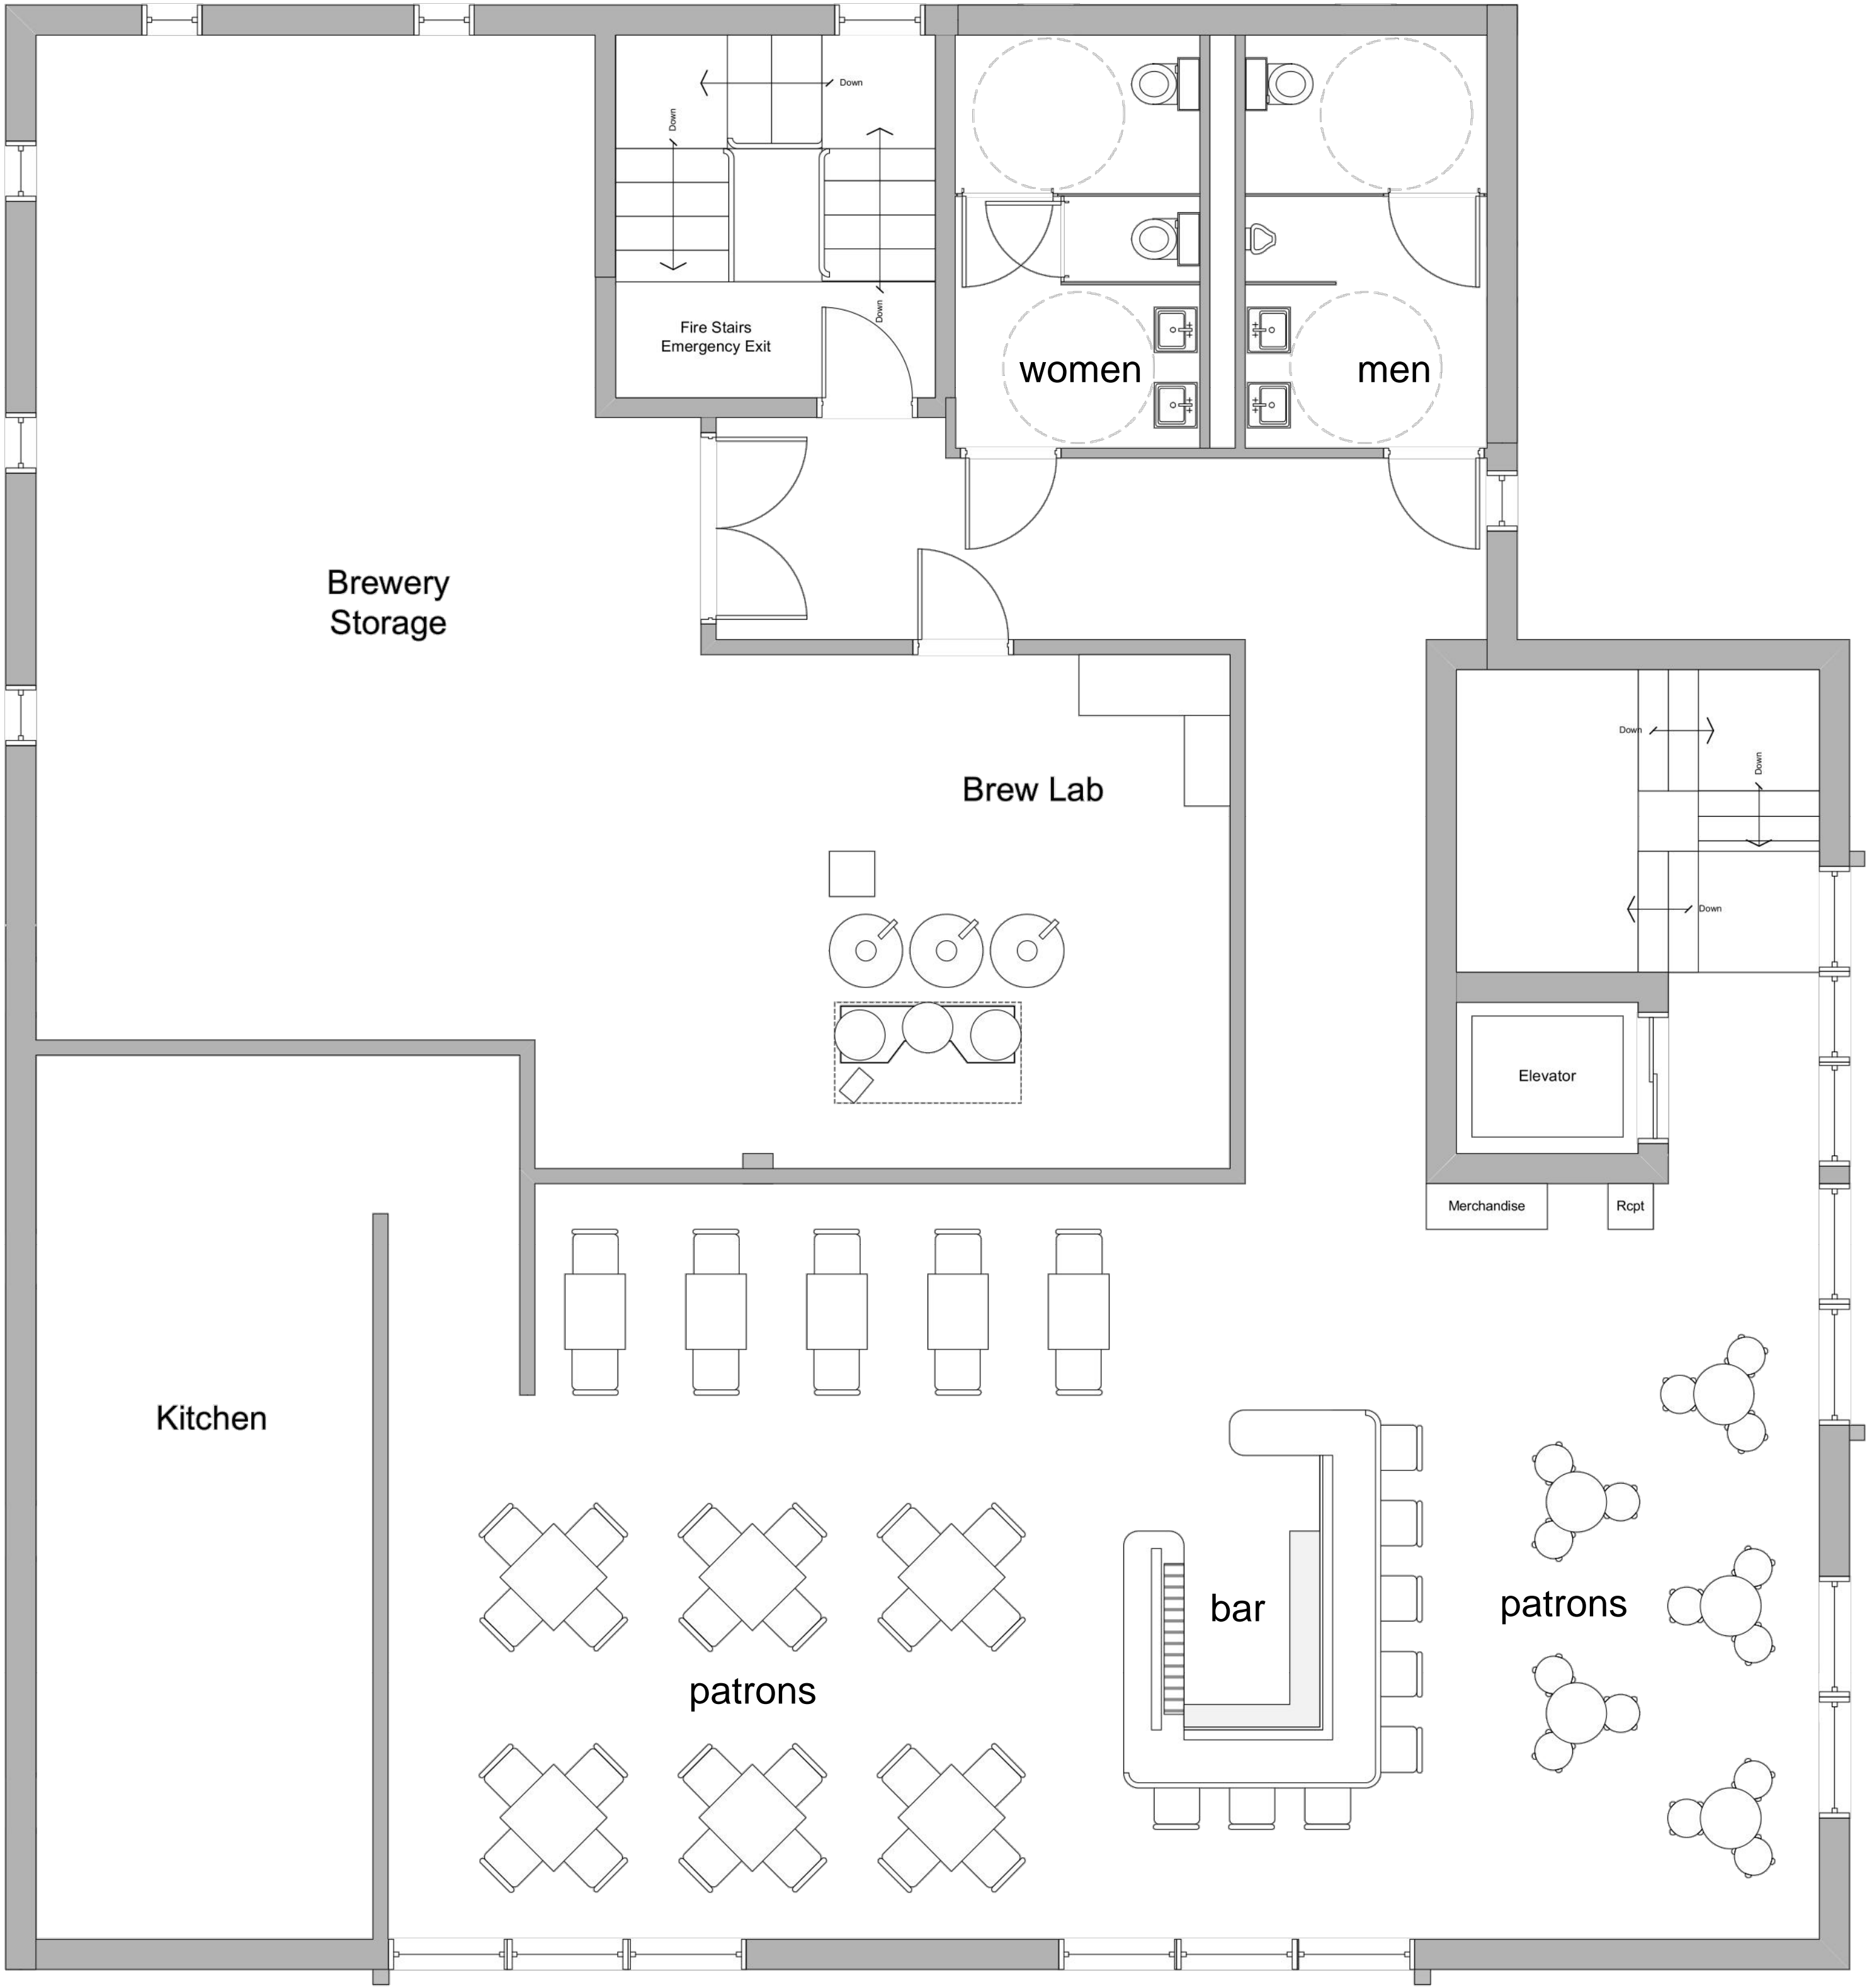 Down
Down
Down
Fire Stairs
Emergency Exit
women
men
Brewery
Storage
Down
Down
Brew Lab
Down
Elevator
Merchandise
Rcpt
Kitchen
patrons
bar
patrons